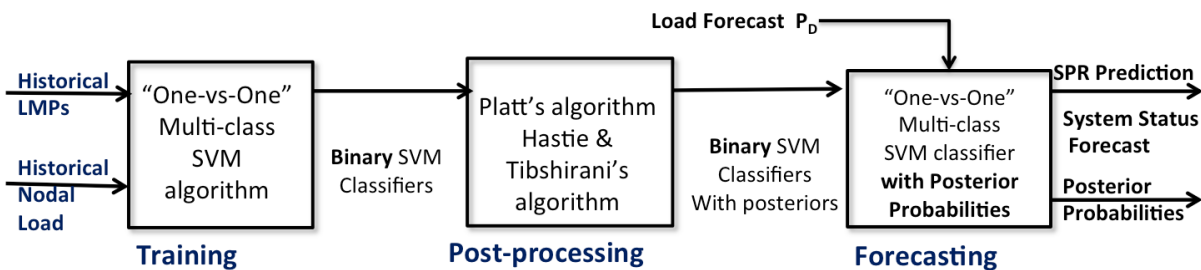 Load Forecast P_D
Historical
LMPs
Historical
Nodal
Load
“One-vs-One”
Multi-class
SVM
algorithm
Training
Binary SVM
Classifiers
Platt’s algorithm
Hastie &
Tibshirani’s
algorithm
Post-processing
Binary SVM
Classifiers
With posteriors
“One-vs-One”
Multi-class
SVM classifier
with Posterior
Probabilities
Forecasting
SPR Prediction
System Status
Forecast
Posterior
Probabilities